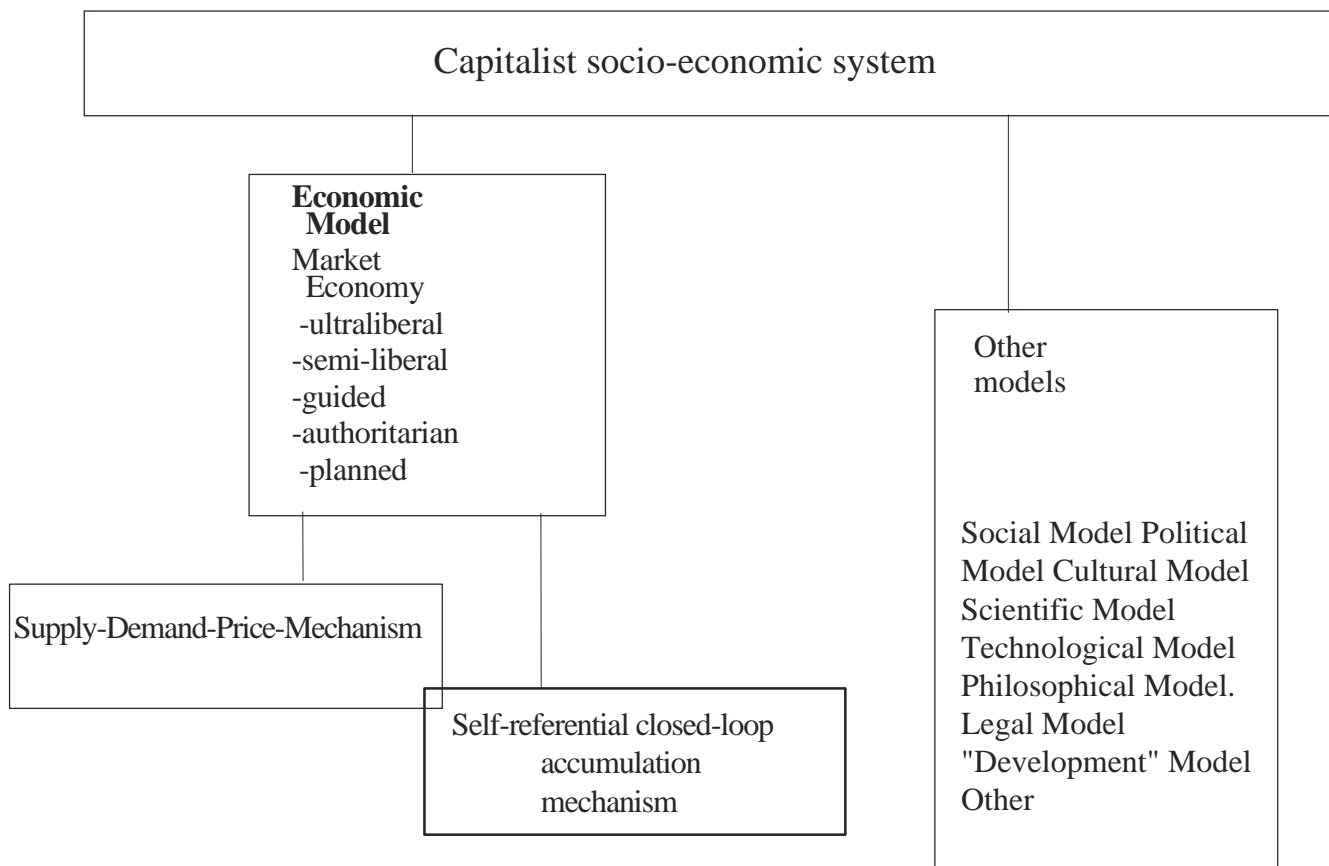 Capitalist socio-economic system
Economic
Model
Market
Economy
-ultraliberal
-semi-liberal
-guided
-authoritarian
-planned
Other
models
Social Model Political
Model Cultural Model
Scientific Model
Technological Model
Philosophical Model.
Legal Model
"Development" Model
Other
Supply-Demand-Price-Mechanism
Self-referential closed-loop
accumulation
mechanism